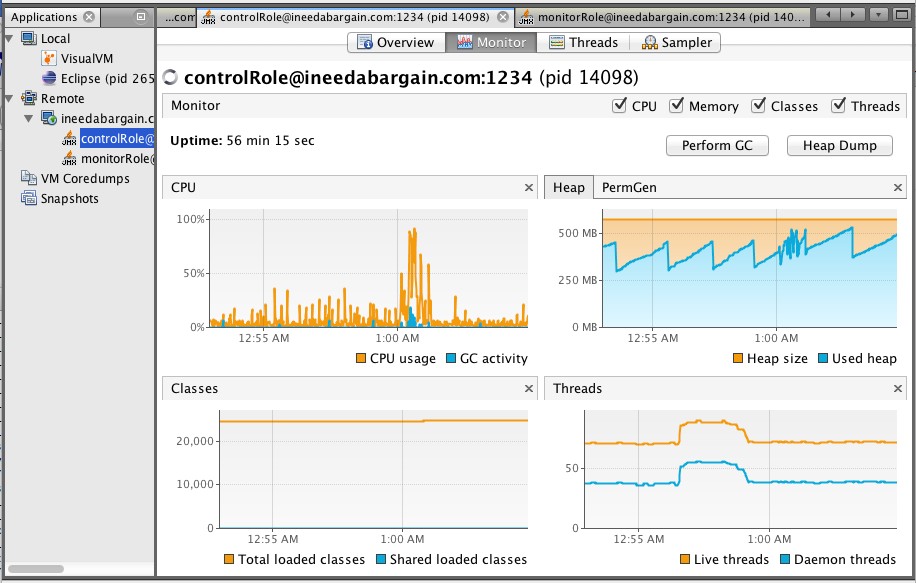 Applications
...com
controlRole@ineedabargain.com:1234 (pid 14098)
monitorRole@ineedabargain.com:1234 (pid 140...
Local
VisualVM
Eclipse (pid 265
Remote
ineedabargain.c
controlRole@
monitorRole@
VM Coredumps
Snapshots
Overview
Monitor
Threads
Sampler
controlRole@ineedabargain.com:1234 (pid 14098)
Monitor
CPU
Memory
Classes
Threads
Uptime: 56 min 15 sec
Perform GC
Heap Dump
CPU
100%
50%
0%
12:55 AM
1:00 AM
CPU usage
GC activity
Heap
PermGen
500 MB
250 MB
0 MB
12:55 AM
1:00 AM
Heap size
Used heap
Classes
20,000
10,000
0
12:55 AM
1:00 AM
Total loaded classes
Shared loaded classes
Threads
50
0
12:55 AM
1:00 AM
Live threads
Daemon threads